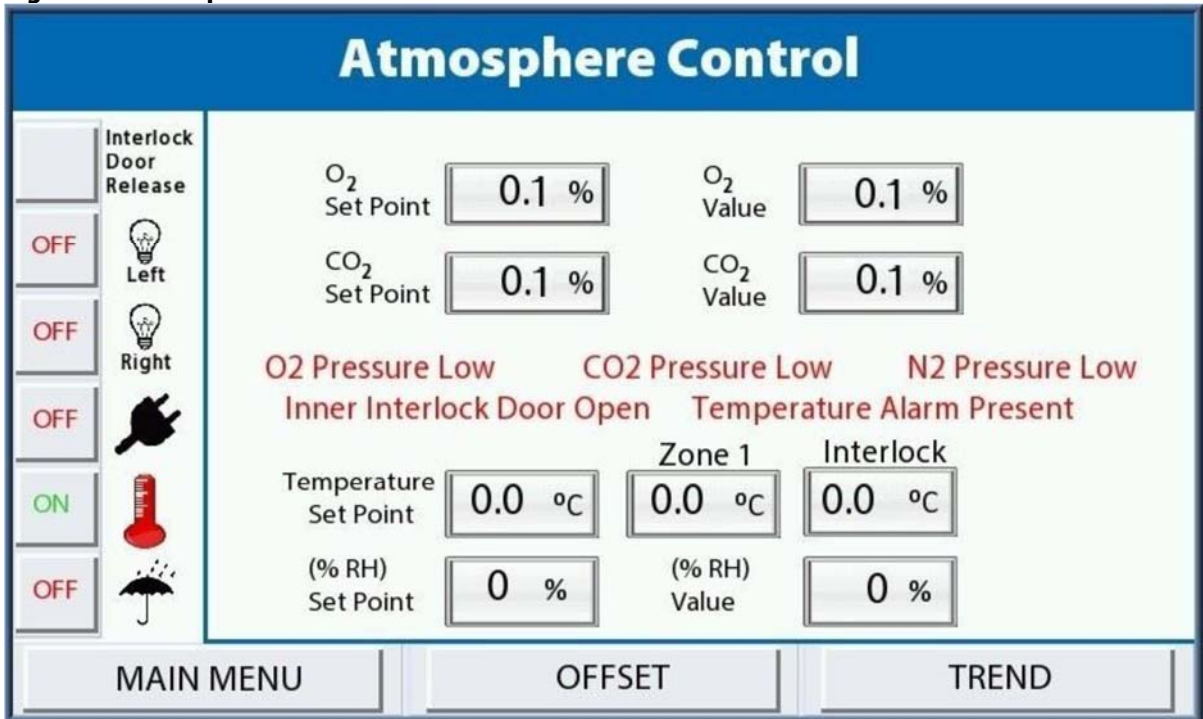 Atmosphere Control
Interlock
Door
Release
OFF
Left
OFF
Right
OFF
ON
OFF
O₂
Set Point
0.1 %
O₂
Value
0.1 %
CO₂
Set Point
0.1 %
CO₂
Value
0.1 %
O2 Pressure Low CO2 Pressure Low N2 Pressure Low
Inner Interlock Door Open Temperature Alarm Present
Temperature
Set Point
0.0 ºC
Zone 1
0.0 ºC
Interlock
0.0 ºC
(% RH)
Set Point
0 %
(% RH)
Value
0 %
MAIN MENU OFFSET TREND